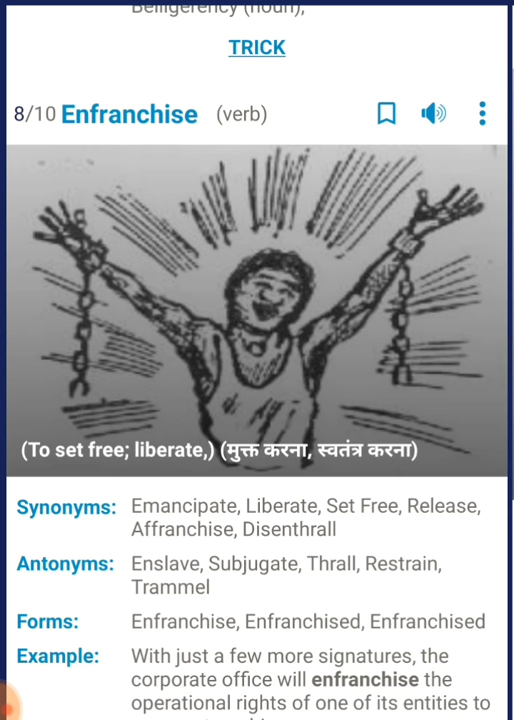 Belligerency (noun),
TRICK
8/10 Enfranchise (verb)
(To set free; liberate,) (मुक्त करना, स्वतंत्र करना)
Synonyms: Emancipate, Liberate, Set Free, Release,
Affranchise, Disenthrall
Antonyms: Enslave, Subjugate, Thrall, Restrain,
Trammel
Forms: Enfranchise, Enfranchised, Enfranchised
Example: With just a few more signatures, the
corporate office will enfranchise the
operational rights of one of its entities to